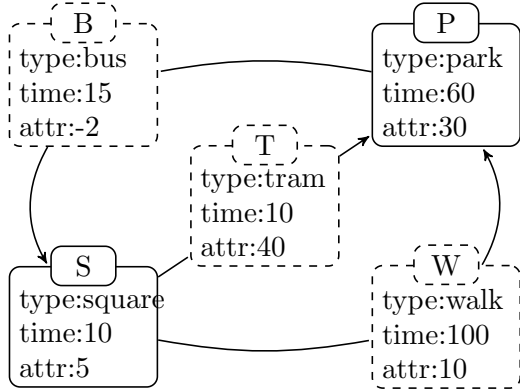 B
type:bus
time:15
attr:-2
P
type:park
time:60
attr:30
T
type:tram
time:10
attr:40
S
type:square
time:10
attr:5
W
type:walk
time:100
attr:10